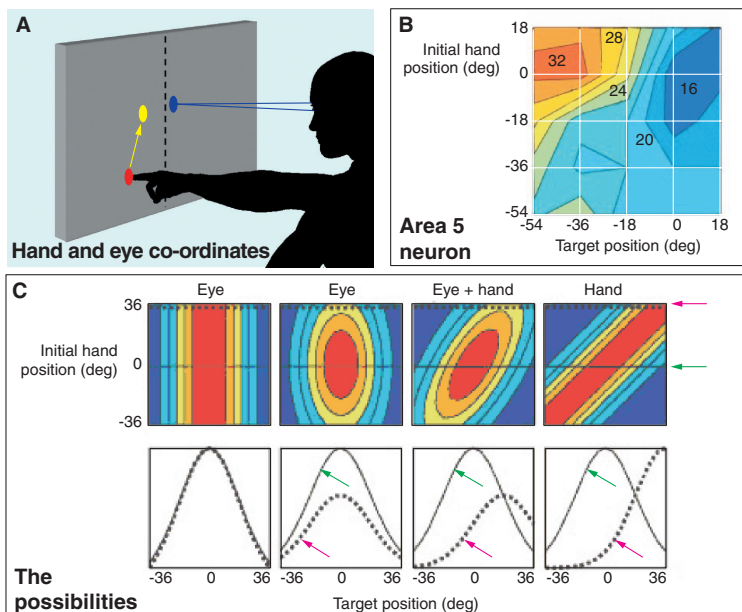 A
Hand and eye co-ordinates
B
Initial hand
position (deg)
18
0
-18
-36
-54
28
32
24
16
20
-54 -36 -18 0 18
Target position (deg)
Area 5
neuron
C
Eye Eye Eye + hand Hand
Initial hand
position (deg)
36
0
-36
-36 0 36 -36 0 36 -36 0 36 -36 0 36
Target position (deg)
The
possibilities